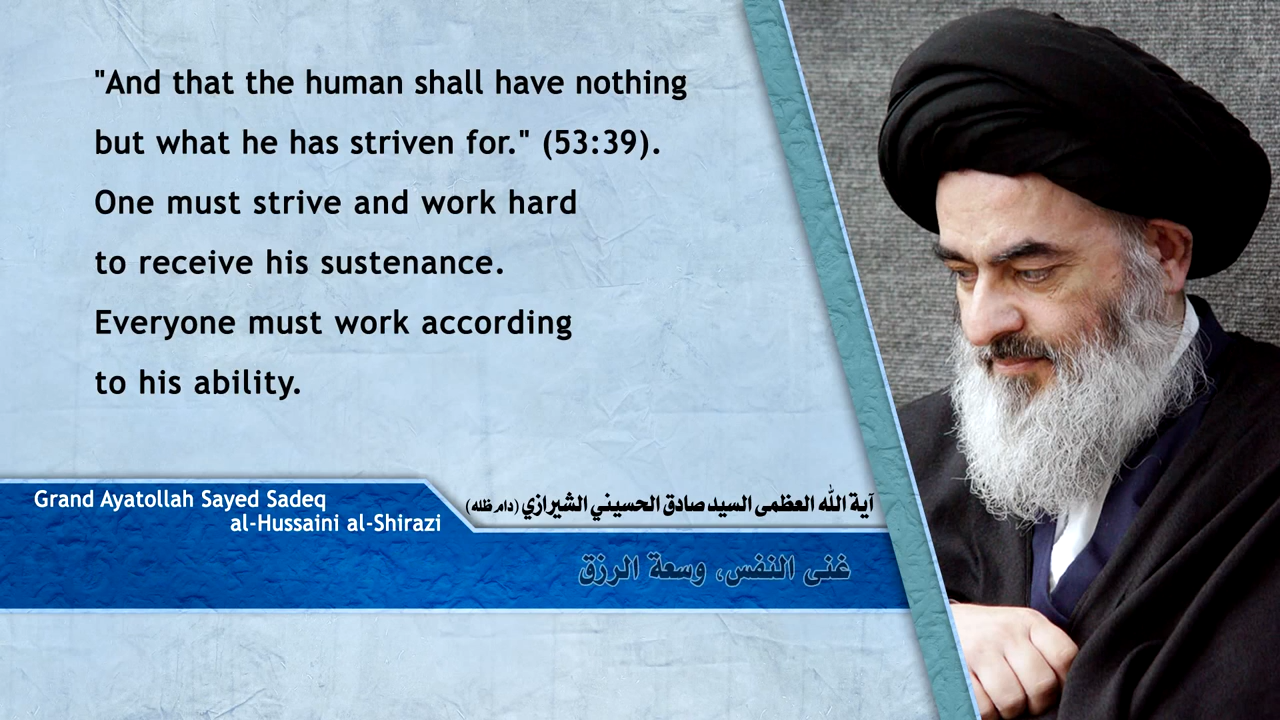 "And that the human shall have nothing
but what he has striven for." (53:39).
One must strive and work hard
to receive his sustenance.
Everyone must work according
to his ability.
Grand Ayatollah Sayed Sadeq
al-Hussaini al-Shirazi
آية الله العظمى السيد صادق الحسيني الشيرازي (دام ظله)
غنى النفس، وسعة الرزق